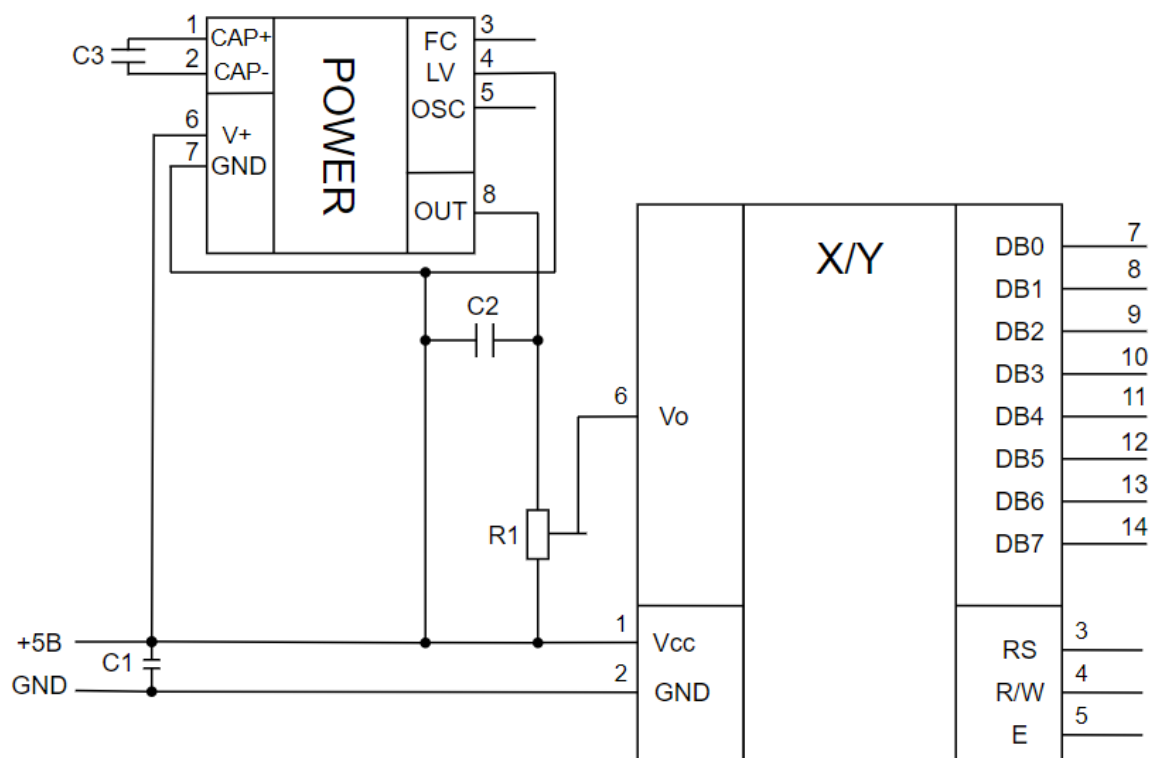 1 CAP+ FC 3
C3
2 CAP- LV 4
OSC 5
6 V+
7 GND
POWER
OUT 8
C2
X/Y
DB0 7
DB1 8
DB2 9
DB3 10
6 Vo DB4 11
DB5 12
DB6 13
R1 DB7 14
+5В 1 Vcc RS 3
C1
GND 2 GND R/W 4
E 5